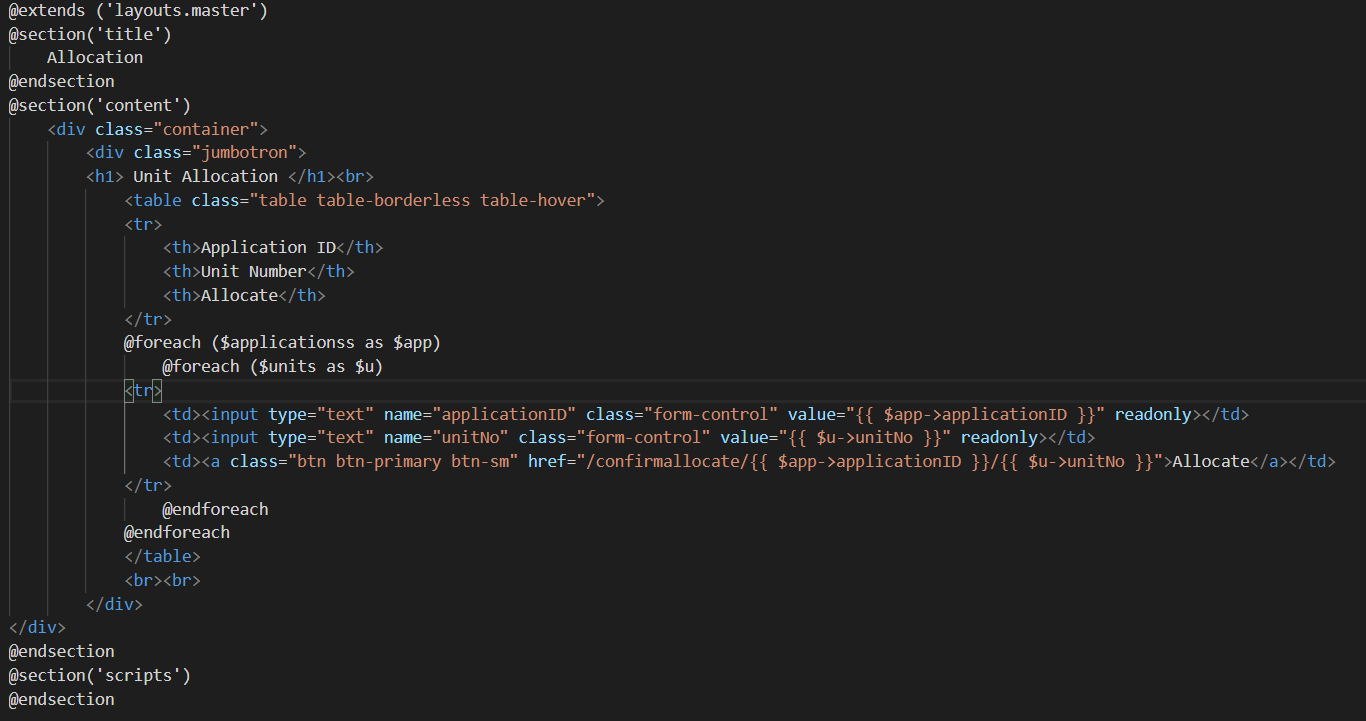 @extends ('layouts.master')
@section('title')
    Allocation
@endsection
@section('content')
    <div class="container">
        <div class="jumbotron">
        <h1> Unit Allocation </h1><br>
            <table class="table table-borderless table-hover">
            <tr>
                <th>Application ID</th>
                <th>Unit Number</th>
                <th>Allocate</th>
            </tr>
            @foreach ($applicationss as $app)
                @foreach ($units as $u)
            <tr>
                <td><input type="text" name="applicationID" class="form-control" value="{{ $app->applicationID }}" readonly></td>
                <td><input type="text" name="unitNo" class="form-control" value="{{ $u->unitNo }}" readonly></td>
                <td><a class="btn btn-primary btn-sm" href="/confirmallocate/{{ $app->applicationID }}/{{ $u->unitNo }}">Allocate</a></td>
            </tr>
                @endforeach
            @endforeach
            </table>
            <br><br>
        </div>
</div>
@endsection
@section('scripts')
@endsection